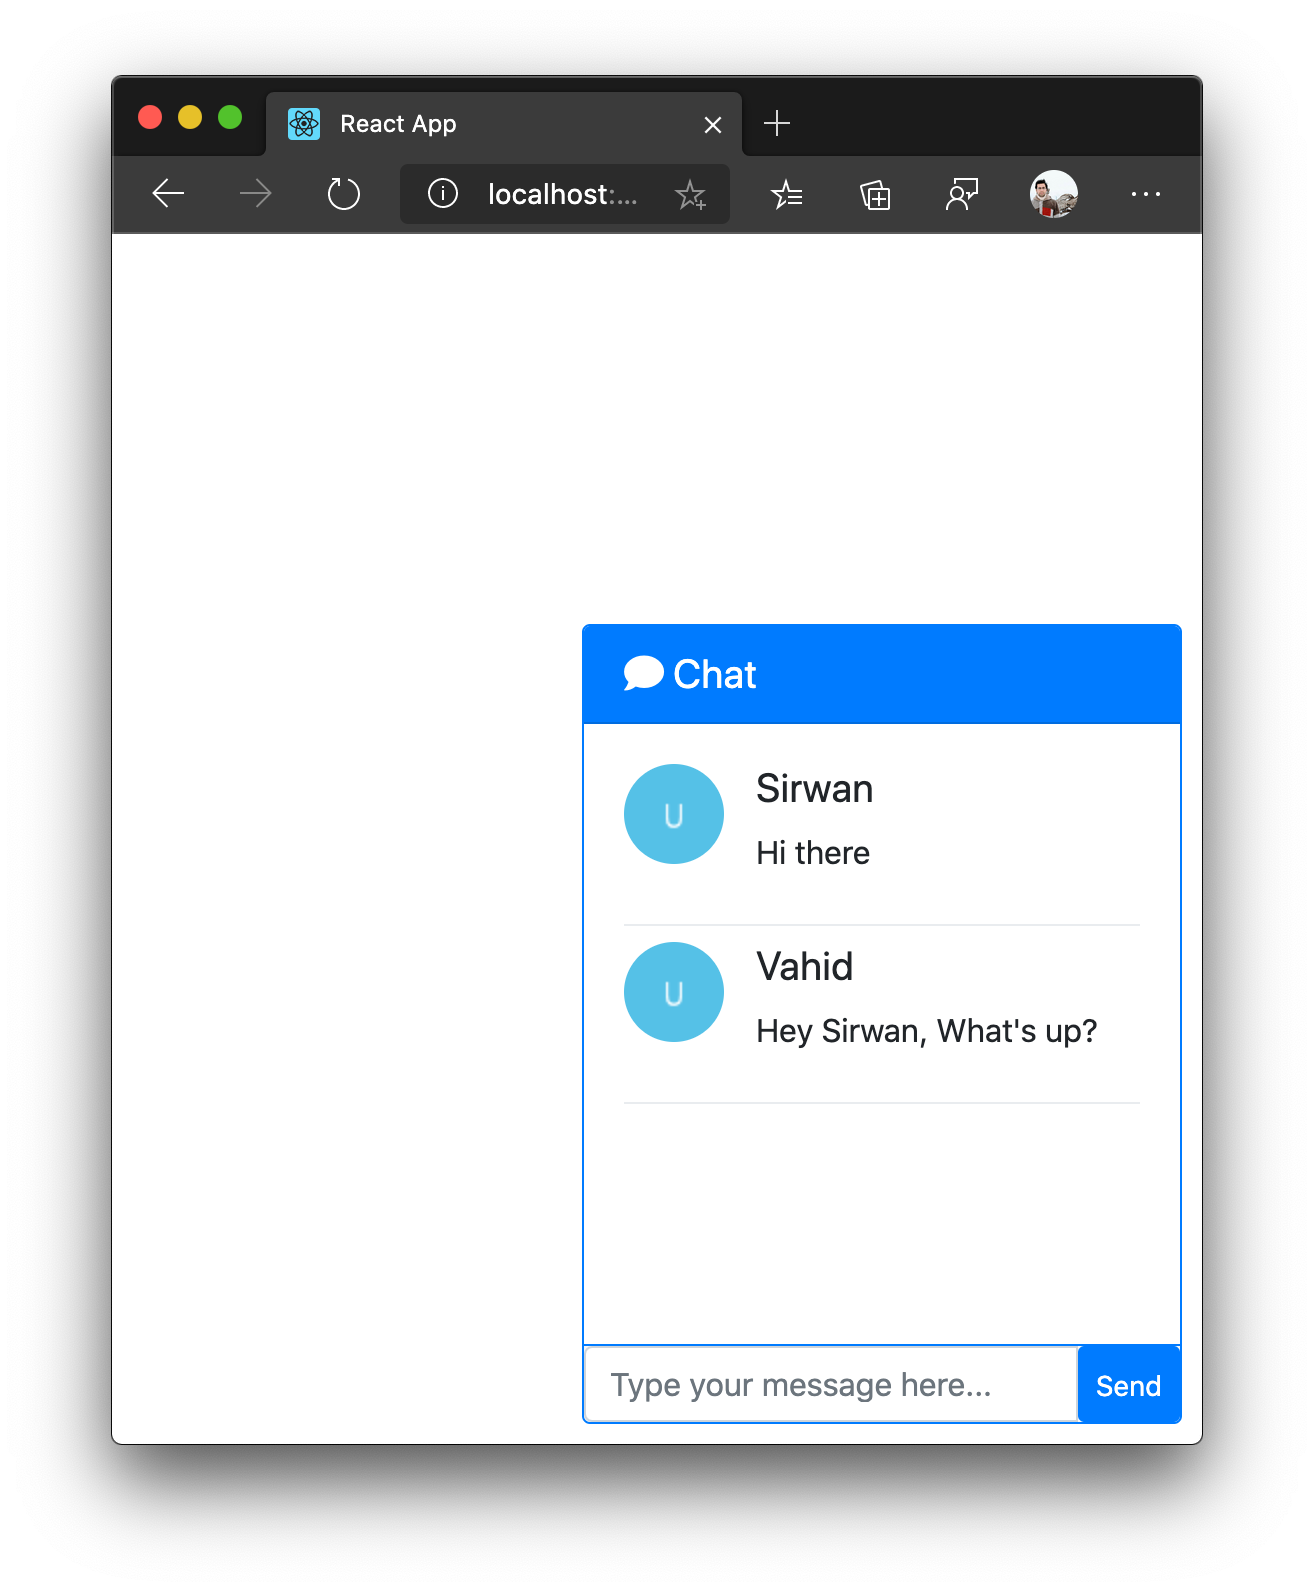 React App
localhost:...
Chat
U
Sirwan
Hi there
U
Vahid
Hey Sirwan, What's up?
Type your message here...
Send